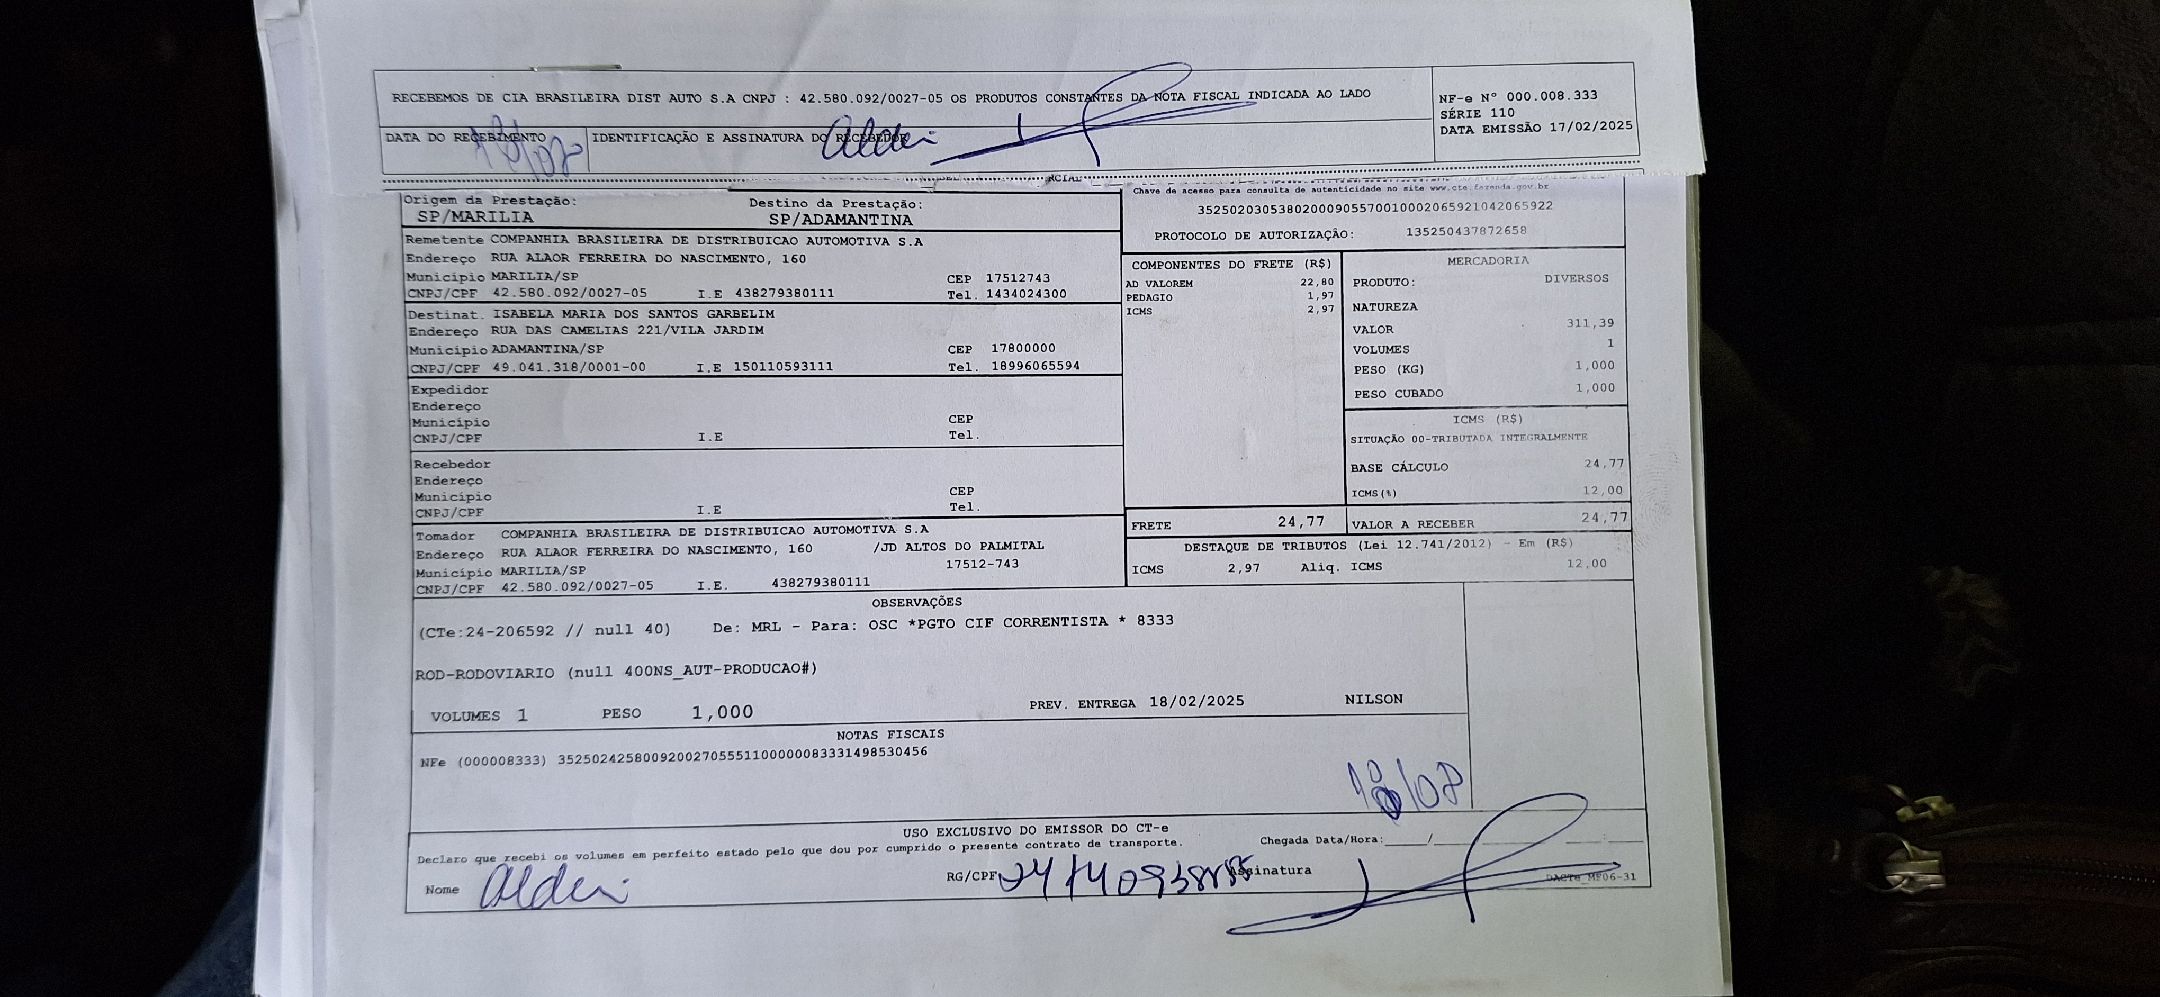 RECEBEMOS DE CIA BRASILEIRA DIST AUTO S.A CNPJ : 42.580.092/0027-05 OS PRODUTOS CONSTANTES DA NOTA FISCAL INDICADA AO LADO
NF-e Nº 000.008.333
SÉRIE 110
DATA EMISSÃO 17/02/2025
DATA DO RECEBIMENTO
IDENTIFICAÇÃO E ASSINATURA DO RECEBEDOR
Aldei
Chave de acesso para consulta de autenticidade no site www.cte.fazenda.gov.br
35250203053802000905570010002065921042065922
PROTOCOLO DE AUTORIZAÇÃO: 135250437872658
Origem da Prestação: Destino da Prestação:
SP/MARILIA SP/ADAMANTINA
Remetente COMPANHIA BRASILEIRA DE DISTRIBUICAO AUTOMOTIVA S.A
Endereço RUA ALAOR FERREIRA DO NASCIMENTO, 160
Município MARILIA/SP CEP 17512743
CNPJ/CPF 42.580.092/0027-05 I.E 438279380111 Tel. 1434024300
Destinat. ISABELA MARIA DOS SANTOS GARBELIM
Endereço RUA DAS CAMELIAS 221/VILA JARDIM
Município ADAMANTINA/SP CEP 17800000
CNPJ/CPF 49.041.318/0001-00 I.E 150110593111 Tel. 18996065594
Expedidor
Endereço
Município CEP
CNPJ/CPF I.E Tel.
Recebedor
Endereço
Município CEP
CNPJ/CPF I.E Tel.
Tomador COMPANHIA BRASILEIRA DE DISTRIBUICAO AUTOMOTIVA S.A
Endereço RUA ALAOR FERREIRA DO NASCIMENTO, 160 /JD ALTOS DO PALMITAL
Município MARILIA/SP 17512-743
CNPJ/CPF 42.580.092/0027-05 I.E. 438279380111
COMPONENTES DO FRETE (R$)
AD VALOREM 22,80
PEDAGIO 1,97
ICMS 2,97
MERCADORIA
PRODUTO: DIVERSOS
NATUREZA
VALOR 311,39
VOLUMES 1
PESO (KG) 1,000
PESO CUBADO 1,000
ICMS (R$)
SITUAÇÃO 00-TRIBUTADA INTEGRALMENTE
BASE CÁLCULO 24,77
ICMS(%) 12,00
FRETE 24,77 VALOR A RECEBER 24,77
DESTAQUE DE TRIBUTOS (Lei 12.741/2012) - Em (R$)
ICMS 2,97 Aliq. ICMS 12,00
OBSERVAÇÕES
(CTe:24-206592 // null 40) De: MRL - Para: OSC *PGTO CIF CORRENTISTA * 8333
ROD-RODOVIARIO (null 400NS_AUT-PRODUCAO#)
VOLUMES 1 PESO 1,000 PREV. ENTREGA 18/02/2025 NILSON
NOTAS FISCAIS
NFe (000008333) 35250242580092002705551100000083331498530456
USO EXCLUSIVO DO EMISSOR DO CT-e
Declaro que recebi os volumes em perfeito estado pelo que dou por cumprido o presente contrato de transporte.
Chegada Data/Hora:____/
Nome Aldei RG/CPF Assinatura
DACTe_MF06-31